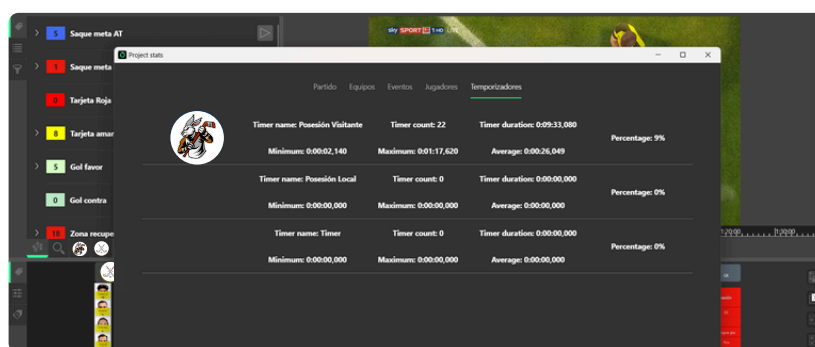 5 Saque meta AT
sky SPORT 1 HD LIVE
1 Saque meta
Project stats
Partido Equipos Eventos Jugadores Temporizadores
0 Tarjeta Roja
8 Tarjeta amar
5 Gol favor
0 Gol contra
18 Zona recupe
Timer name: Posesión Visitante Timer count: 22 Timer duration: 0:09:33,080
Percentage: 9%
Minimum: 0:00:02,140 Maximum: 0:01:17,620 Average: 0:00:26,049
Timer name: Posesión Local Timer count: 0 Timer duration: 0:00:00,000
Percentage: 0%
Minimum: 0:00:00,000 Maximum: 0:00:00,000 Average: 0:00:00,000
Timer name: Timer Timer count: 0 Timer duration: 0:00:00,000
Percentage: 0%
Minimum: 0:00:00,000 Maximum: 0:00:00,000 Average: 0:00:00,000